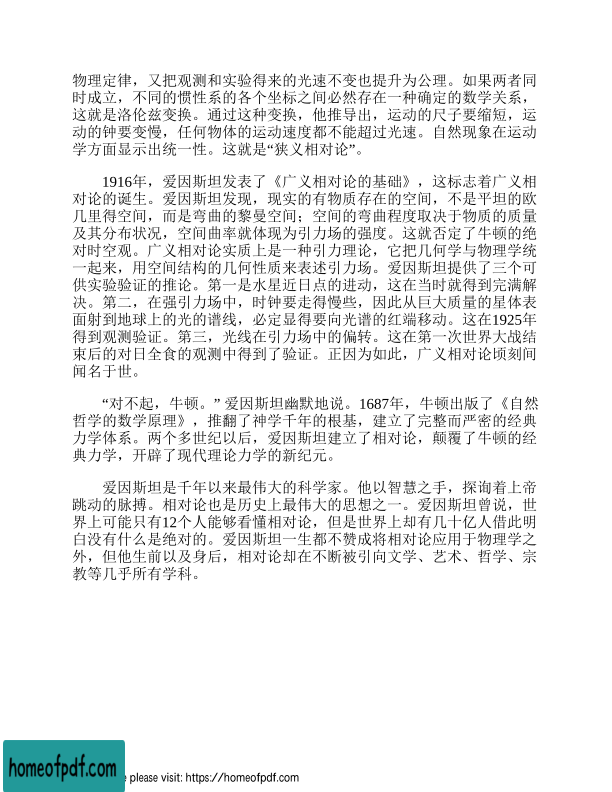 物理定律，又把观测和实验得来的光速不变也提升为公理。如果两者同
时成立，不同的惯性系的各个坐标之间必然存在一种确定的数学关系，
这就是洛伦兹变换。通过这种变换，他推导出，运动的尺子要缩短，运
动的钟要变慢，任何物体的运动速度都不能超过光速。自然现象在运动
学方面显示出统一性。这就是“狭义相对论”。
1916年，爱因斯坦发表了《广义相对论的基础》，这标志着广义相
对论的诞生。爱因斯坦发现，现实的有物质存在的空间，不是平坦的欧
几里得空间，而是弯曲的黎曼空间；空间的弯曲程度取决于物质的质量
及其分布状况，空间曲率就体现为引力场的强度。这就否定了牛顿的绝
对时空观。广义相对论实质上是一种引力理论，它把几何学与物理学统
一起来，用空间结构的几何性质来表述引力场。爱因斯坦提供了三个可
供实验验证的推论。第一是水星近日点的进动，这在当时就得到完满解
决。第二，在强引力场中，时钟要走得慢些，因此从巨大质量的星体表
面射到地球上的光的谱线，必定显得要向光谱的红端移动。这在1925年
得到观测验证。第三，光线在引力场中的偏转。这在第一次世界大战结
束后的对日全食的观测中得到了验证。正因为如此，广义相对论顷刻间
闻名于世。
“对不起，牛顿。” 爱因斯坦幽默地说。1687年，牛顿出版了《自然
哲学的数学原理》，推翻了神学千年的根基，建立了完整而严密的经典
力学体系。两个多世纪以后，爱因斯坦建立了相对论，颠覆了牛顿的经
典力学，开辟了现代理论力学的新纪元。
爱因斯坦是千年以来最伟大的科学家。他以智慧之手，探询着上帝
跳动的脉搏。相对论也是历史上最伟大的思想之一。爱因斯坦曾说，世
界上可能只有12个人能够看懂相对论，但是世界上却有几十亿人借此明
白没有什么是绝对的。爱因斯坦一生都不赞成将相对论应用于物理学之
外，但他生前以及身后，相对论却在不断被引向文学、艺术、哲学、宗
教等几乎所有学科。
homeofpdf.com
please visit: https://homeofpdf.com